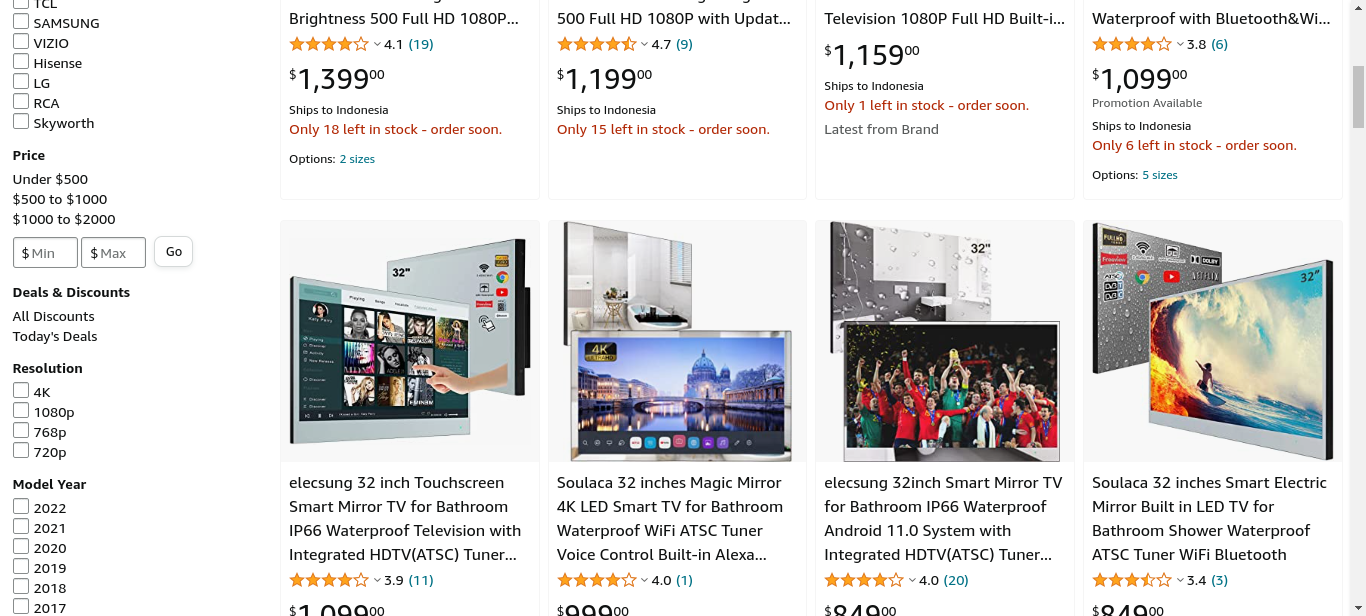 TCL
SAMSUNG
VIZIO
Hisense
LG
RCA
Skyworth
Price
Under $500
$500 to $1000
$1000 to $2000
$ Min
$ Max
Go
Deals & Discounts
All Discounts
Today's Deals
Resolution
4K
1080p
768p
720p
Model Year
2022
2021
2020
2019
2018
2017
Brightness 500 Full HD 1080P...
4.1 (19)
$1,399.00
Ships to Indonesia
Only 18 left in stock - order soon.
Options: 2 sizes
500 Full HD 1080P with Updat...
4.7 (9)
$1,199.00
Ships to Indonesia
Only 15 left in stock - order soon.
Television 1080P Full HD Built-i...
$1,159.00
Ships to Indonesia
Only 1 left in stock - order soon.
Latest from Brand
Waterproof with Bluetooth&Wi...
3.8 (6)
$1,099.00
Promotion Available
Ships to Indonesia
Only 6 left in stock - order soon.
Options: 5 sizes
32"
elecsung 32 inch Touchscreen
Smart Mirror TV for Bathroom
IP66 Waterproof Television with
Integrated HDTV(ATSC) Tuner...
3.9 (11)
$1,099.00
4K
Soulaca 32 inches Magic Mirror
4K LED Smart TV for Bathroom
Waterproof WiFi ATSC Tuner
Voice Control Built-in Alexa...
4.0 (1)
$999.00
32"
elecsung 32inch Smart Mirror TV
for Bathroom IP66 Waterproof
Android 11.0 System with
Integrated HDTV(ATSC) Tuner...
4.0 (20)
$849.00
Freeview
DOLBY
NETFLIX
32"
Soulaca 32 inches Smart Electric
Mirror Built in LED TV for
Bathroom Shower Waterproof
ATSC Tuner WiFi Bluetooth
3.4 (3)
$849.00